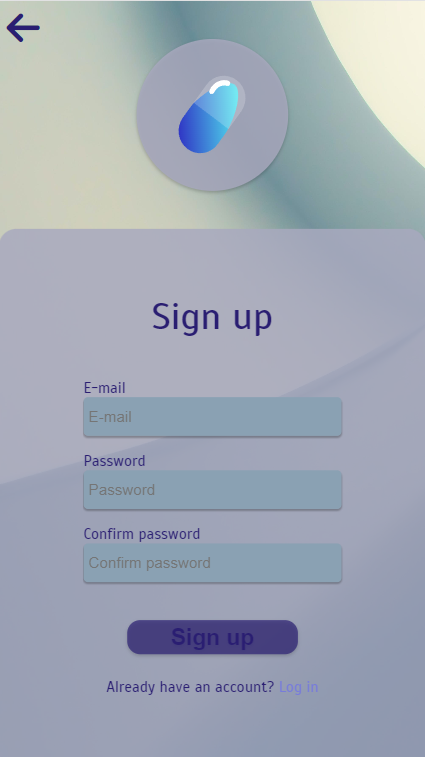 Sign up
E-mail
E-mail
Password
Password
Confirm password
Confirm password
Sign up
Already have an account? Log in